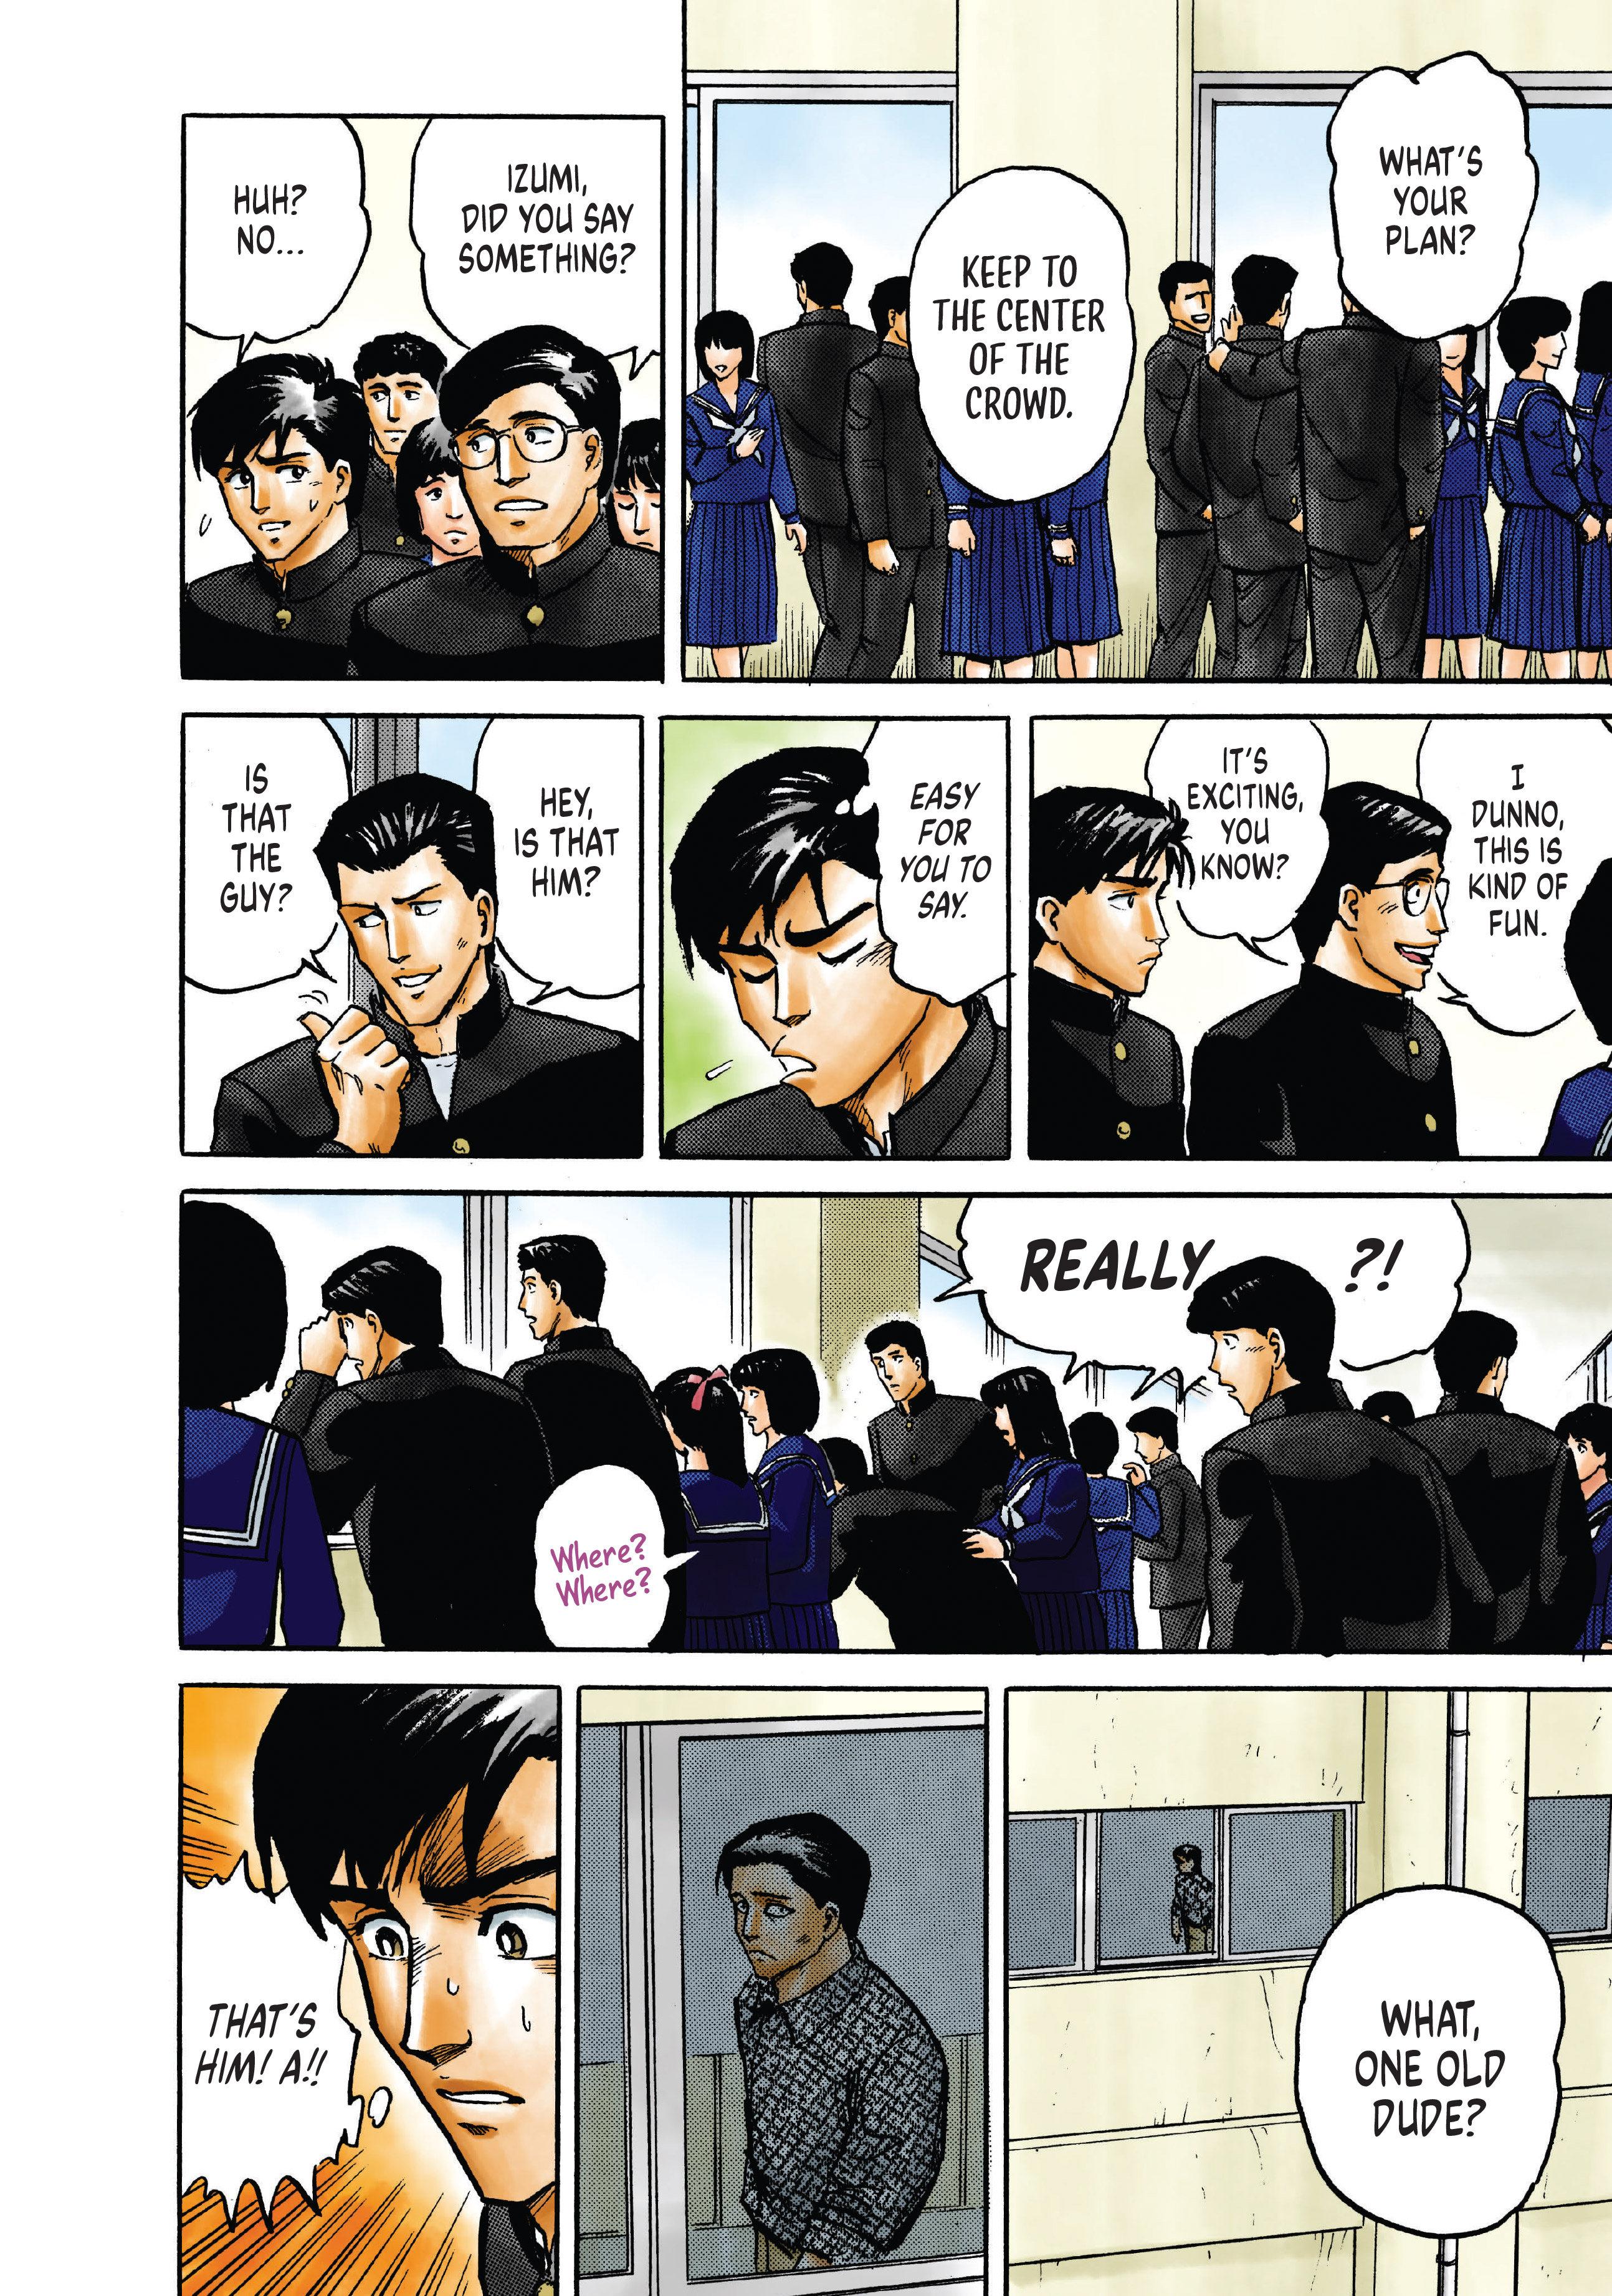 WHAT'S
YOUR
PLAN?
KEEP TO
THE CENTER
OF THE
CROWD.
IZUMI,
DID YOU SAY
SOMETHING?
HUH?
NO...
I
DUNNO,
THIS IS
KIND OF
FUN.
IT'S
EXCITING,
YOU
KNOW?
EASY
FOR
YOU TO
SAY.
HEY,
IS THAT
HIM?
IS
THAT
THE
GUY?
REALLY ?!
Where?
Where?
WHAT,
ONE OLD
DUDE?
THAT'S
HIM! A!!